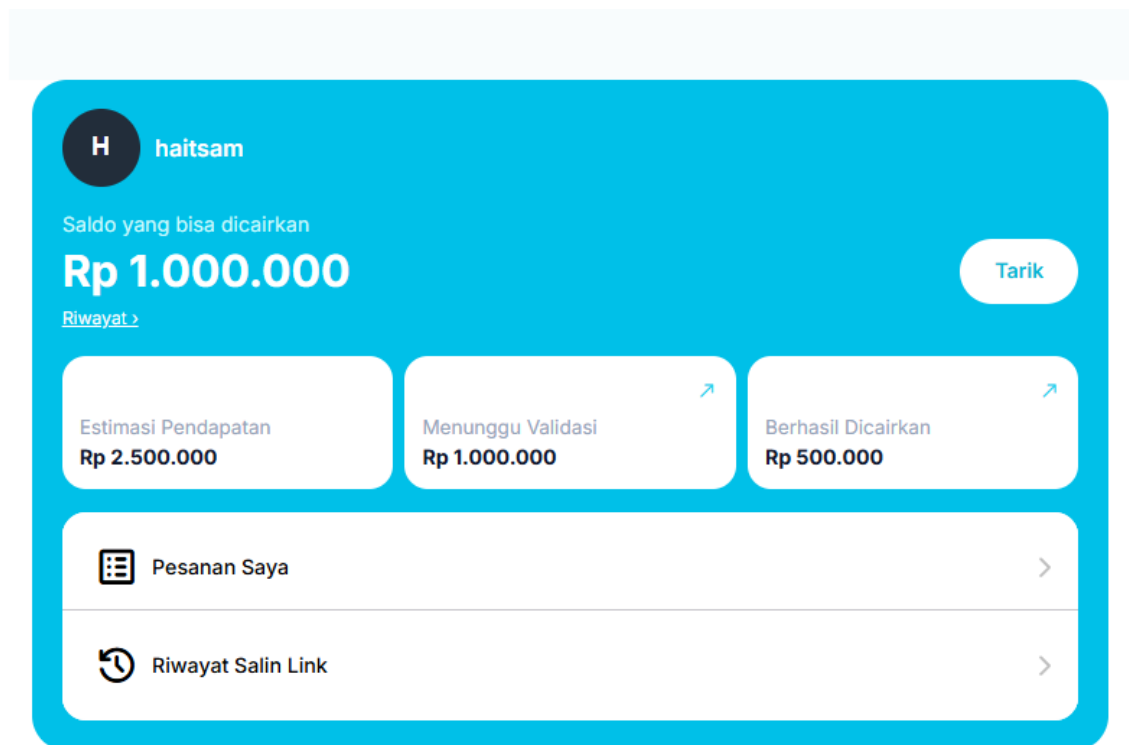 H
haitsam
Saldo yang bisa dicairkan
Rp 1.000.000
Tarik
Riwayat ›
Estimasi Pendapatan
Rp 2.500.000
Menunggu Validasi
Rp 1.000.000
Berhasil Dicairkan
Rp 500.000
Pesanan Saya
Riwayat Salin Link